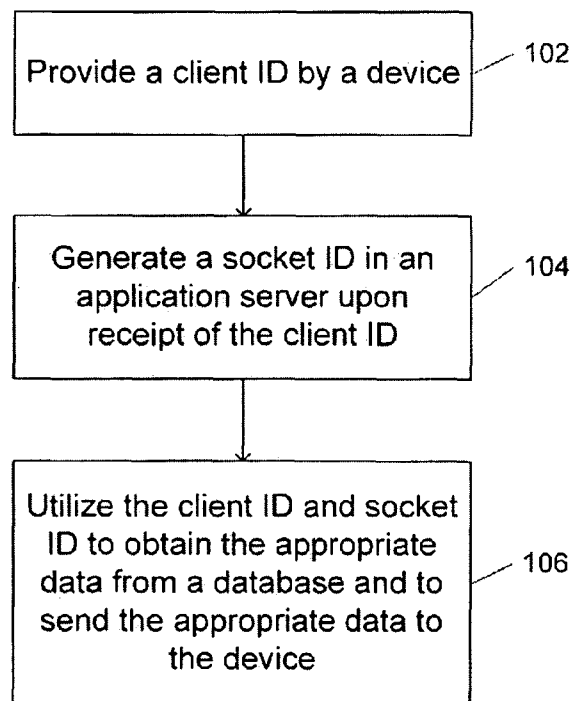 Provide a client ID by a device
102
Generate a socket ID in an
application server upon
receipt of the client ID
104
Utilize the client ID and socket
ID to obtain the appropriate
data from a database and to
send the appropriate data to
the device
106